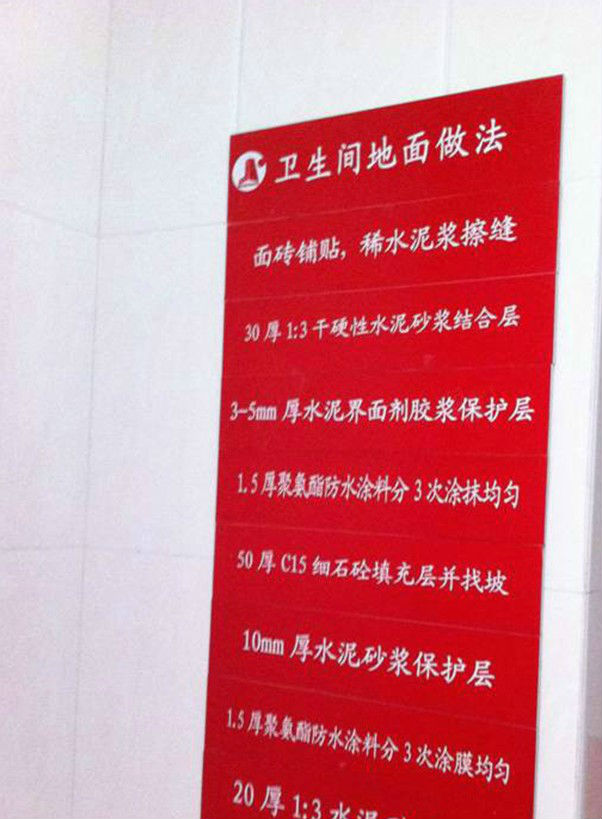 卫生间地面做法
面砖铺贴，稀水泥浆擦缝
30厚1:3干硬性水泥砂浆结合层
3-5mm厚水泥界面剂胶浆保护层
1.5厚聚氨酯防水涂料分3次涂抹均匀
50厚C15细石砼填充层并找坡
10mm厚水泥砂浆保护层
1.5厚聚氨酯防水涂料分3次涂膜均匀
20厚1:3水泥